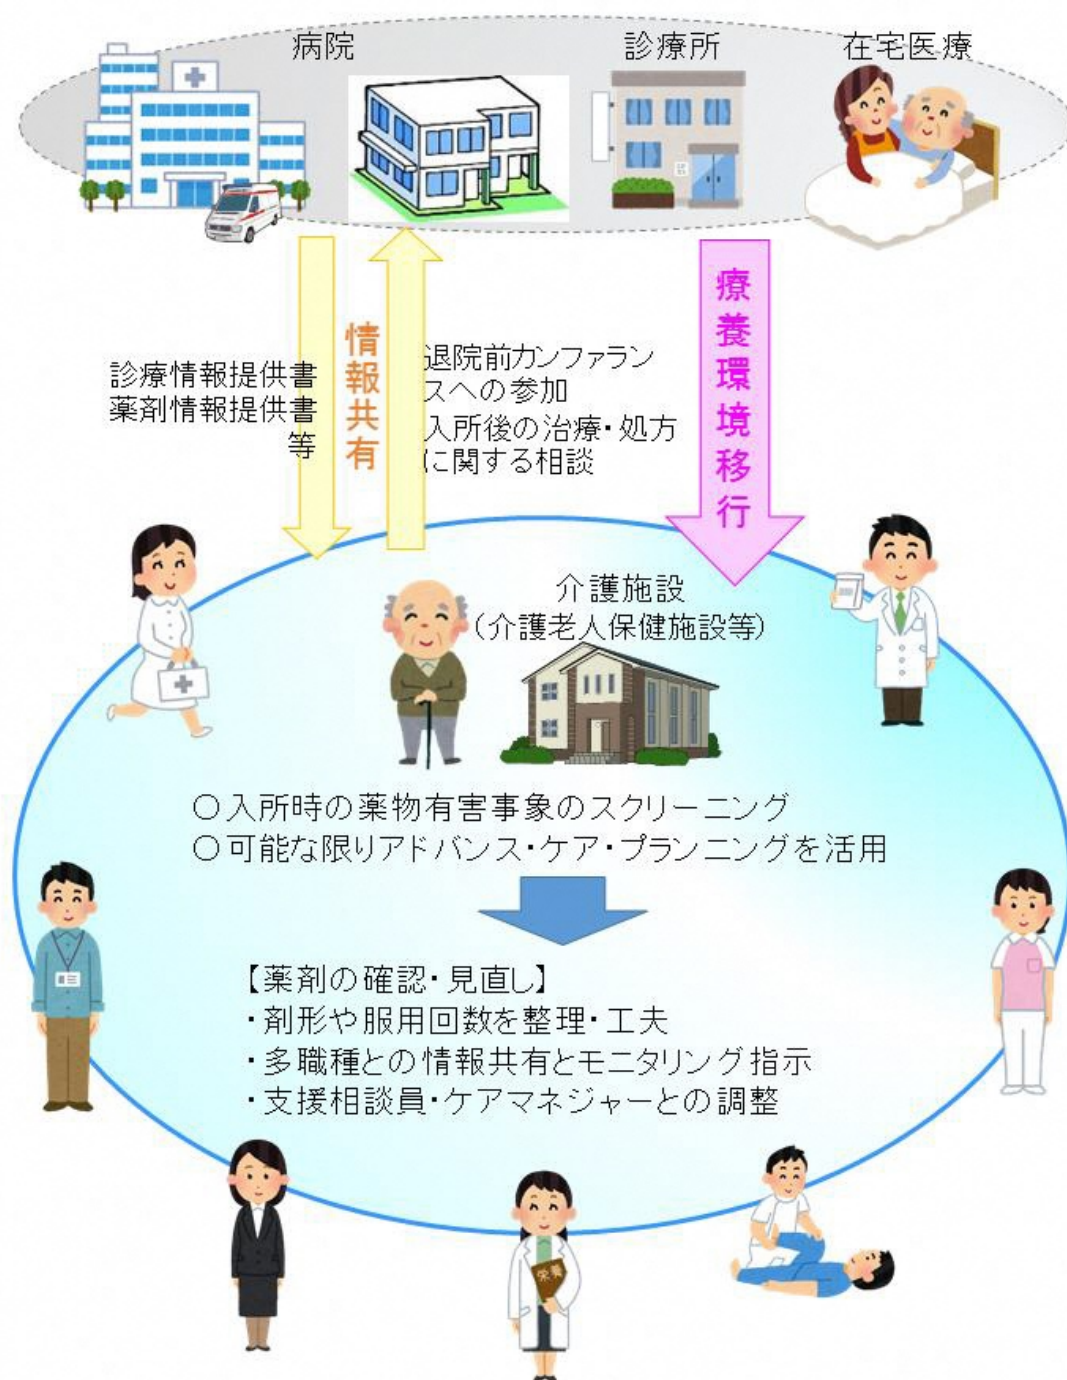 病院
診療所
在宅医療
診療情報提供書
薬剤情報提供書
等
情報共有
退院前カンファラン
スへの参加
入所後の治療・処方
に関する相談
療養環境移行
介護施設
（介護老人保健施設等）
○入所時の薬物有害事象のスクリーニング
○可能な限りアドバンス・ケア・プランニングを活用
【薬剤の確認・見直し】
・剤形や服用回数を整理・工夫
・多職種との情報共有とモニタリング指示
・支援相談員・ケアマネジャーとの調整
栄養